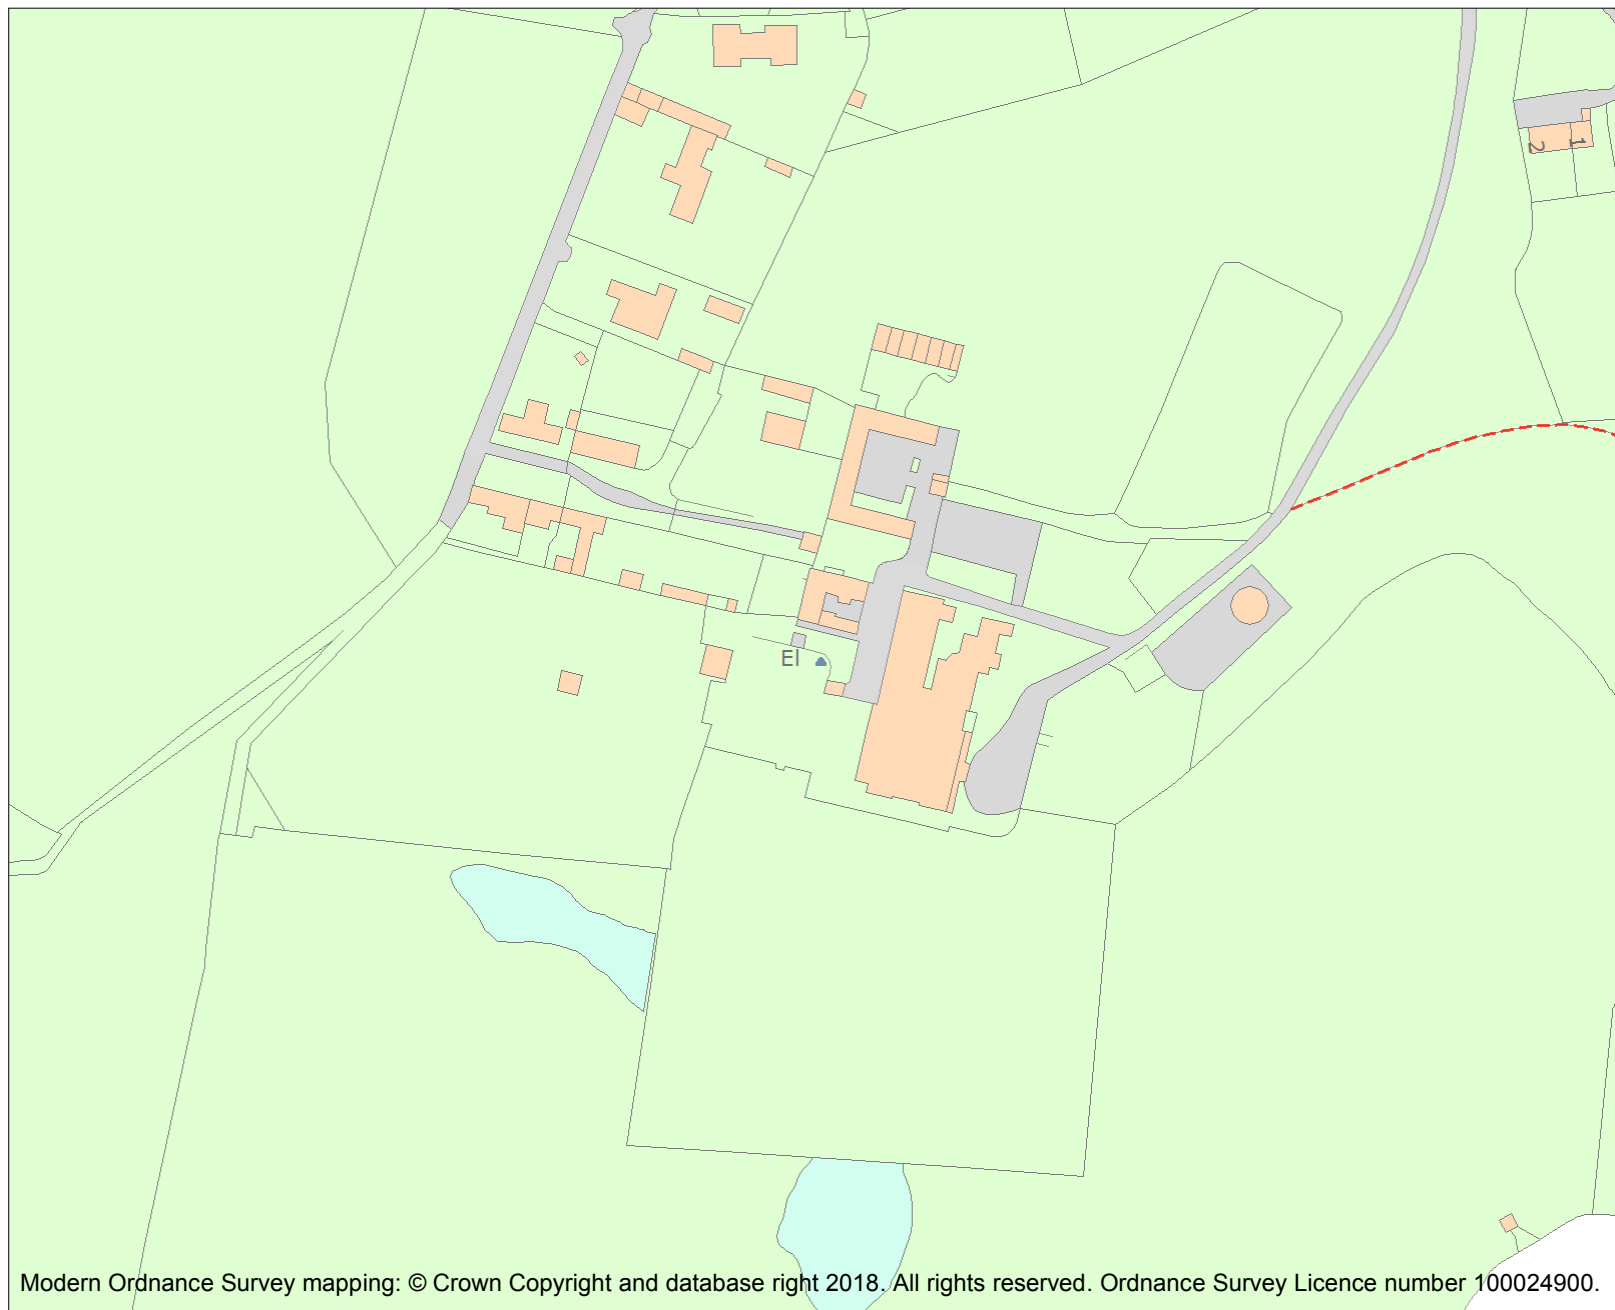 2 1
El
Modern Ordnance Survey mapping: © Crown Copyright and database right 2018. All rights reserved. Ordnance Survey Licence number 100024900.